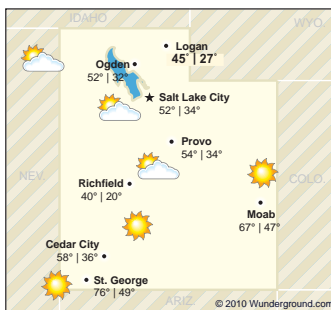 IDAHO
WYO.
Logan
45° | 27°
Ogden
52° | 32°
Salt Lake City
52° | 34°
Provo
54° | 34°
NEV.
COLO.
Richfield
40° | 20°
Moab
67° | 47°
Cedar City
58° | 36°
St. George
76° | 49°
ARIZ.
© 2010 Wunderground.com